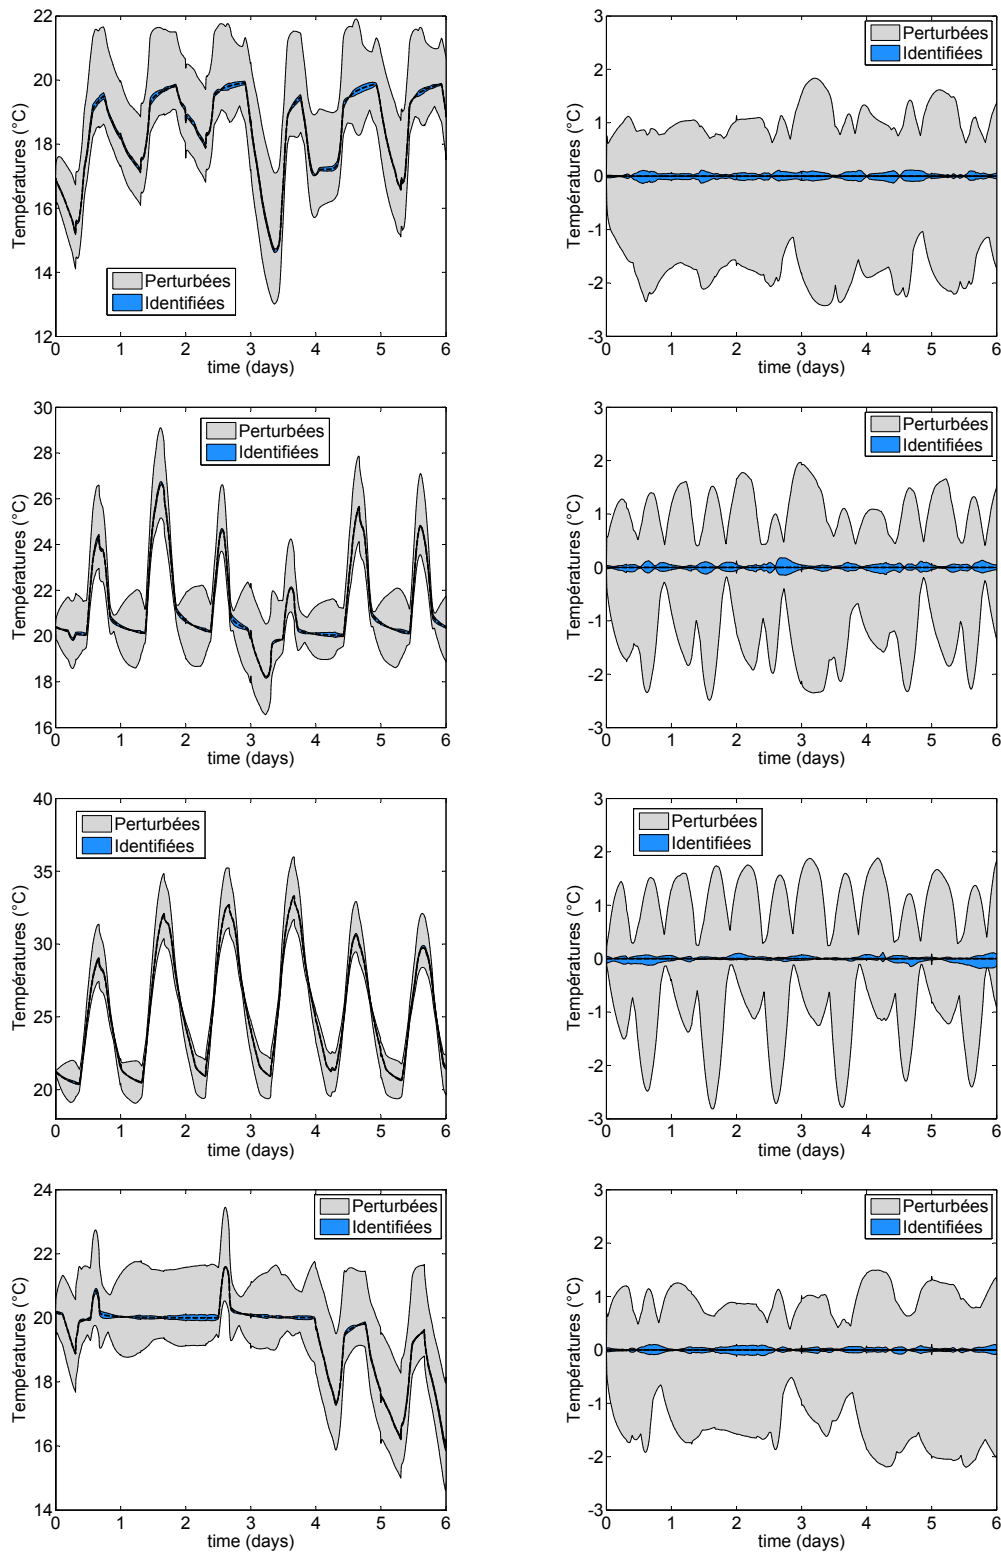 22
20
18
16
14
12
Températures (°C)
Perturbées
Identifiées
0 1 2 3 4 5 6
time (days)
3
2
1
0
-1
-2
-3
Températures (°C)
Perturbées
Identifiées
0 1 2 3 4 5 6
time (days)
30
28
26
24
22
20
18
16
Températures (°C)
Perturbées
Identifiées
0 1 2 3 4 5 6
time (days)
3
2
1
0
-1
-2
-3
Températures (°C)
Perturbées
Identifiées
0 1 2 3 4 5 6
time (days)
40
35
30
25
20
Températures (°C)
Perturbées
Identifiées
0 1 2 3 4 5 6
time (days)
3
2
1
0
-1
-2
-3
Températures (°C)
Perturbées
Identifiées
0 1 2 3 4 5 6
time (days)
24
22
20
18
16
14
Températures (°C)
Perturbées
Identifiées
0 1 2 3 4 5 6
time (days)
3
2
1
0
-1
-2
-3
Températures (°C)
Perturbées
Identifiées
0 1 2 3 4 5 6
time (days)